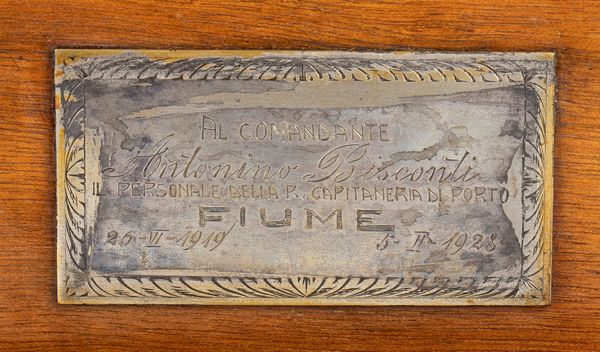 AL COMANDANTE
Antonino Bisconti
IL PERSONALE DELLA R. CAPITANERIA DI PORTO
FIUME
26-VI-1919 5-II-1928